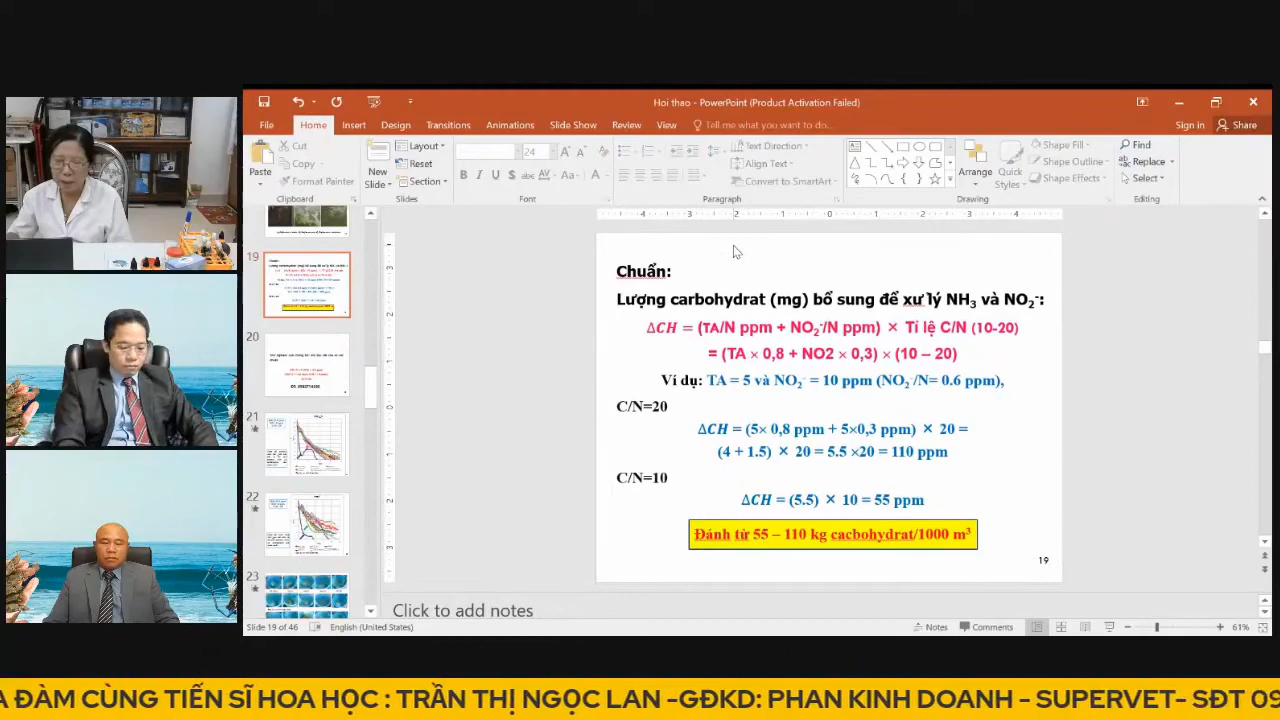 Hoi thao - PowerPoint (Product Activation Failed)
File Home Insert Design Transitions Animations Slide Show Review View Tell me what you want to do... Sign in Share
Paste
Cut
Copy
Format Painter
Clipboard
New Slide
Layout
Reset
Section
Slides
24
Font
Text Direction
Align Text
Convert to SmartArt
Paragraph
Arrange
Quick Styles
Shape Fill
Shape Outline
Shape Effects
Drawing
Find
Replace
Select
Editing
19
20
21
22
23
Chuẩn:
Lượng carbohydrat (mg) bổ sung để xư lý NH₃ và NO₂⁻:
Δ𝐶𝐻 = (TA/N ppm + NO₂⁻/N ppm) × Tỉ lệ C/N (10-20)
= (TA × 0,8 + NO2 × 0,3) × (10 – 20)
Ví dụ: TA = 5 và NO₂⁻ = 10 ppm (NO₂⁻/N= 0.6 ppm),
C/N=20
Δ𝐶𝐻 = (5× 0,8 ppm + 5×0,3 ppm) × 20 =
(4 + 1.5) × 20 = 5.5 ×20 = 110 ppm
C/N=10
Δ𝐶𝐻 = (5.5) × 10 = 55 ppm
Đánh từ 55 – 110 kg cacbohydrat/1000 m³
19
Click to add notes
Slide 19 of 46 English (United States) Notes Comments 61%
A ĐÀM CÙNG TIẾN SĨ HOA HỌC : TRẦN THỊ NGỌC LAN -GĐKD: PHAN KINH DOANH - SUPERVET- SĐT 09